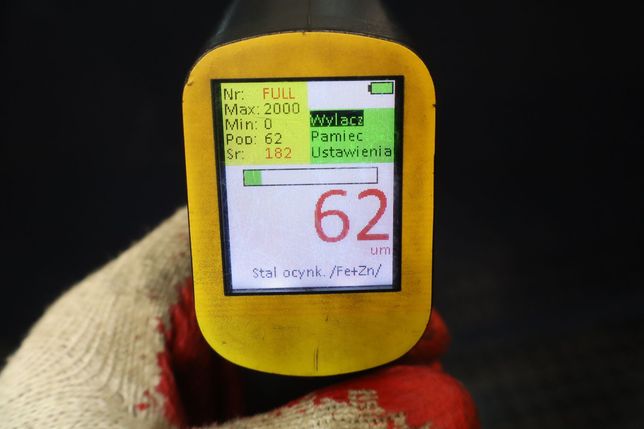 Nr: FULL
Max: 2000
Min: 0
Pop: 62
Sr: 182
Wylacz
Pamiec
Ustawienia
62
um
Stal ocynk. /Fe+Zn/